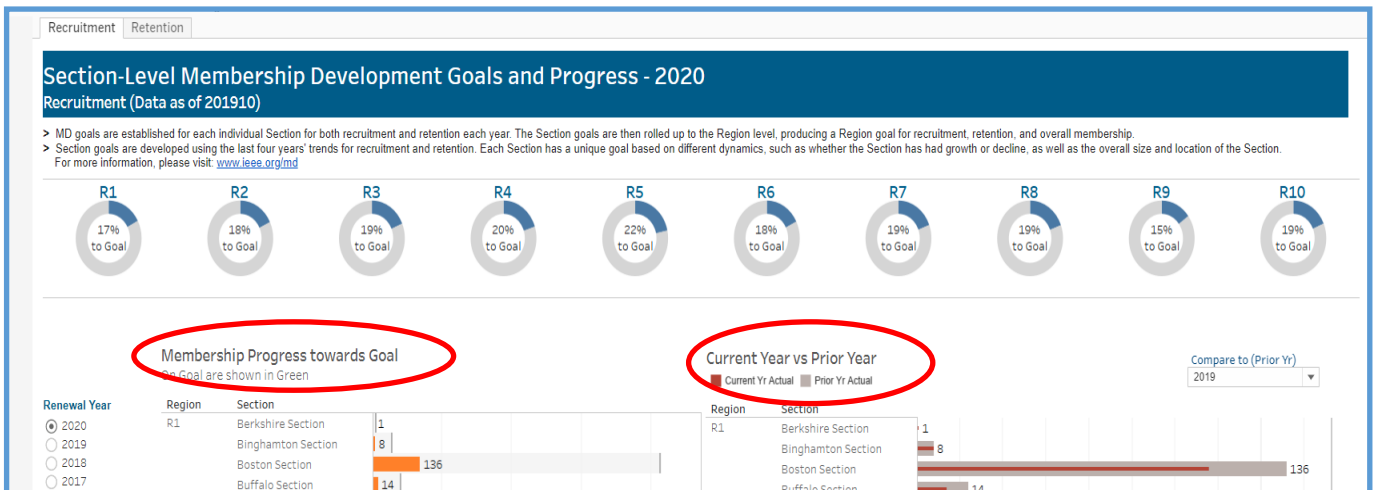 Recruitment Retention
Section-Level Membership Development Goals and Progress - 2020
Recruitment (Data as of 201910)
> MD goals are established for each individual Section for both recruitment and retention each year. The Section goals are then rolled up to the Region level, producing a Region goal for recruitment, retention, and overall membership.
> Section goals are developed using the last four years' trends for recruitment and retention. Each Section has a unique goal based on different dynamics, such as whether the Section has had growth or decline, as well as the overall size and location of the Section.
For more information, please visit: www.ieee.org/md
R1 R2 R3 R4 R5 R6 R7 R8 R9 R10
17% 18% 19% 20% 22% 18% 19% 19% 15% 19%
to Goal to Goal to Goal to Goal to Goal to Goal to Goal to Goal to Goal to Goal
Membership Progress towards Goal
On Goal are shown in Green
Renewal Year
2020
2019
2018
2017
Region Section
R1 Berkshire Section 1
Binghamton Section 8
Boston Section 136
Buffalo Section 14
Current Year vs Prior Year
Current Yr Actual Prior Yr Actual
Compare to (Prior Yr)
2019
Region Section
R1 Berkshire Section 1
Binghamton Section 8
Boston Section 136
Buffalo Section 14